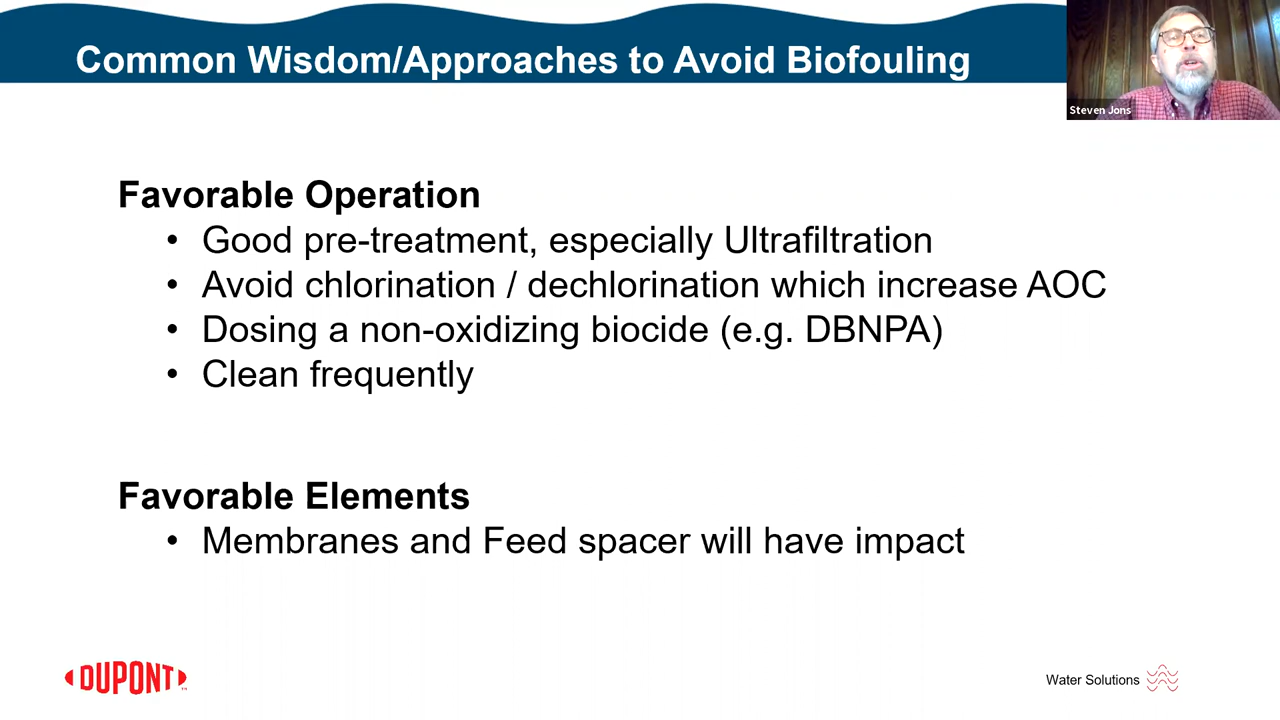 Common Wisdom/Approaches to Avoid Biofouling
Steven Jons
Favorable Operation
• Good pre-treatment, especially Ultrafiltration
• Avoid chlorination / dechlorination which increase AOC
• Dosing a non-oxidizing biocide (e.g. DBNPA)
• Clean frequently
Favorable Elements
• Membranes and Feed spacer will have impact
DUPONT™
Water Solutions